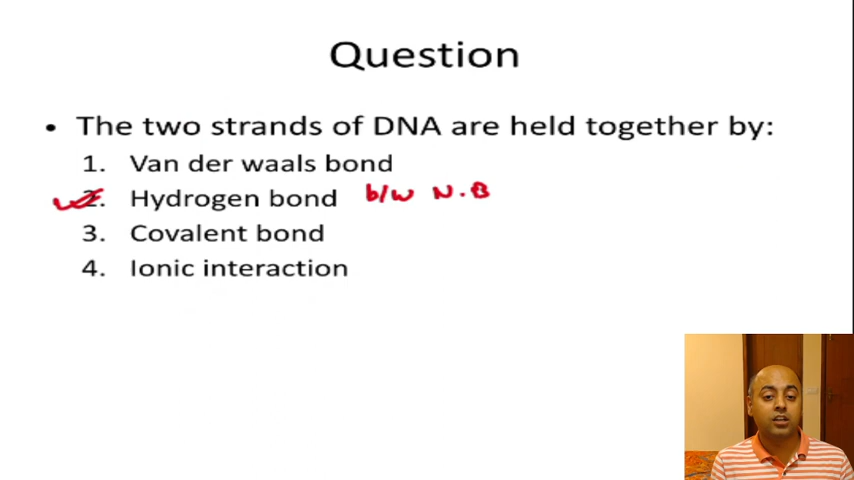 Question
• The two strands of DNA are held together by:
1. Van der waals bond
2. Hydrogen bond b/w N.B
3. Covalent bond
4. Ionic interaction